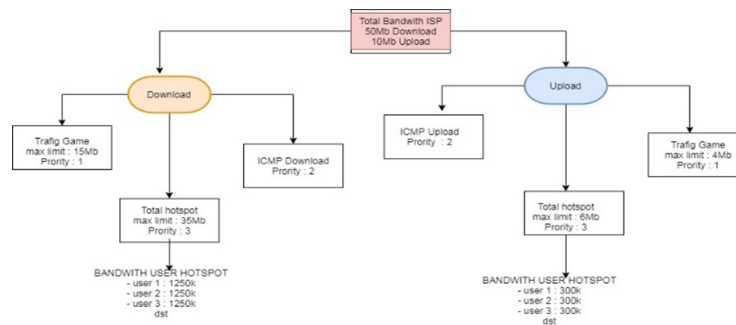 Total Bandwith ISP
50Mb Download
10Mb Upload
Download
Upload
Trafig Game
max limit : 15Mb
Prority : 1
ICMP Download
Prority : 2
ICMP Upload
Prority : 2
Trafig Game
max limit : 4Mb
Prority : 1
Total hotspot
max limit : 35Mb
Prority : 3
Total hotspot
max limit : 6Mb
Prority : 3
BANDWITH USER HOTSPOT
- user 1 : 1250k
- user 2 : 1250k
- user 3 : 1250k
dst
BANDWITH USER HOTSPOT
- user 1 : 300k
- user 2 : 300k
- user 3 : 300k
dst